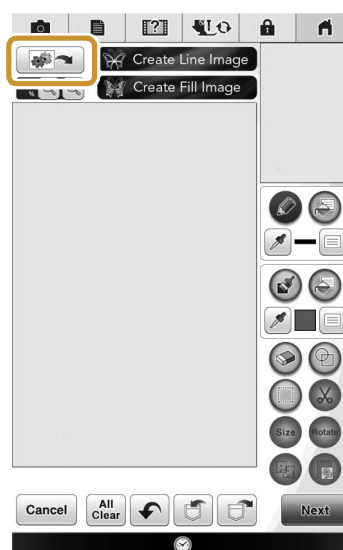 ?
Create Line Image
%
Create Fill Image
Size
Rotate
Cancel
All
Clear
Next